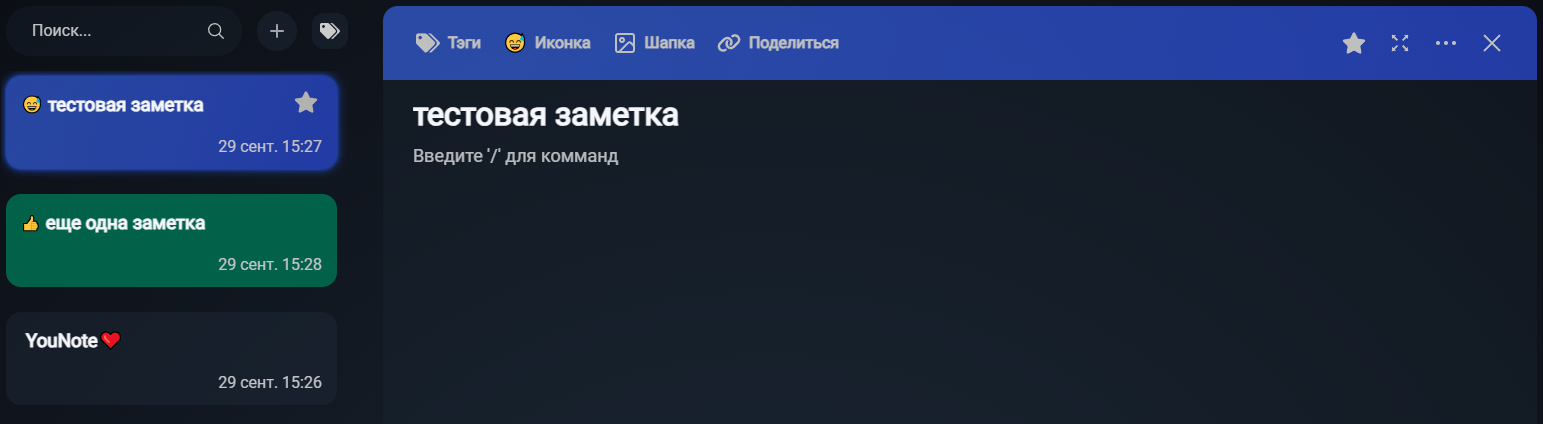 Поиск...
😅 тестовая заметка
29 сент. 15:27
👍 еще одна заметка
29 сент. 15:28
YouNote❤️
29 сент. 15:26
Тэги 😅 Иконка Шапка Поделиться
тестовая заметка
Введите '/' для комманд